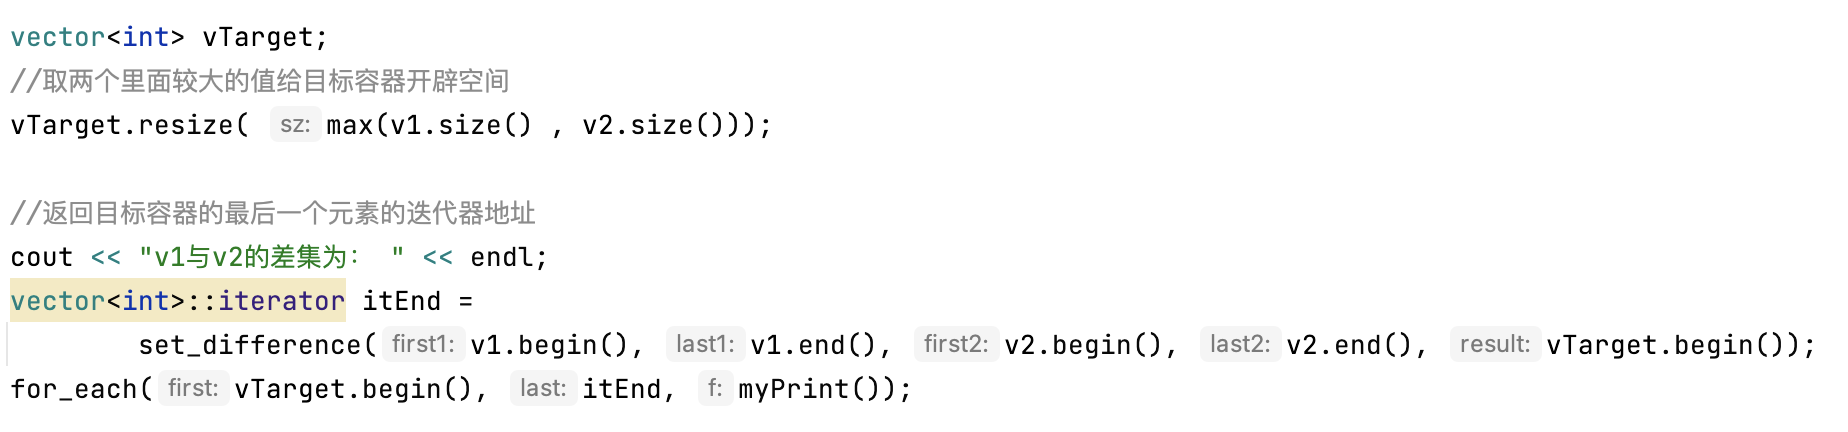 vector<int> vTarget;
//取两个里面较大的值给目标容器开辟空间
vTarget.resize( sz: max(v1.size() , v2.size()));
//返回目标容器的最后一个元素的迭代器地址
cout << "v1与v2的差集为： " << endl;
vector<int>::iterator itEnd =
set_difference( first1: v1.begin(), last1: v1.end(), first2: v2.begin(), last2: v2.end(), result: vTarget.begin());
for_each( first: vTarget.begin(), last: itEnd, f: myPrint());